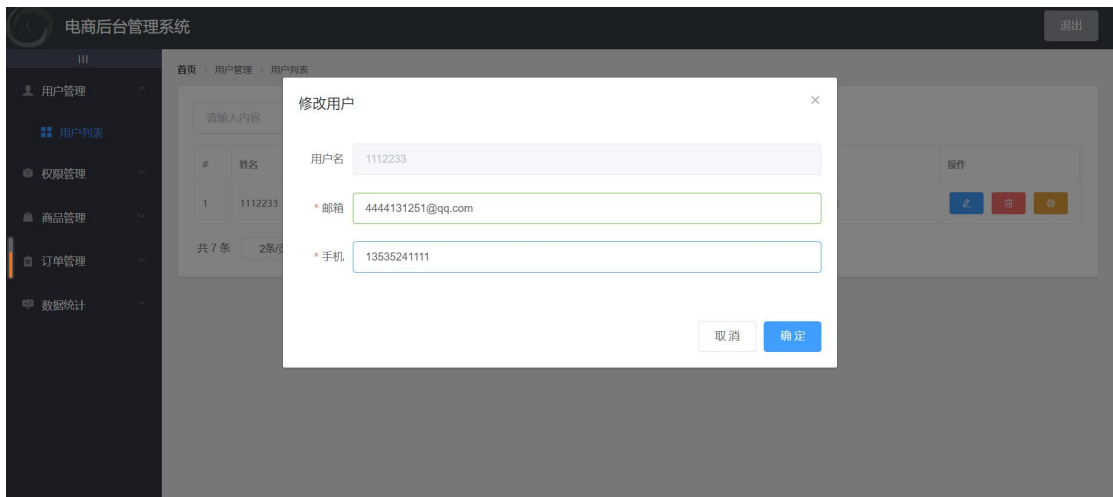 电商后台管理系统
退出
|||
首页 > 用户管理 > 用户列表
用户管理
用户列表
权限管理
商品管理
订单管理
数据统计
请输入内容
# 姓名 操作
1 1112233
共 7 条 2条/页
修改用户
用户名 1112233
* 邮箱 4444131251@qq.com
* 手机 13535241111
取消 确定